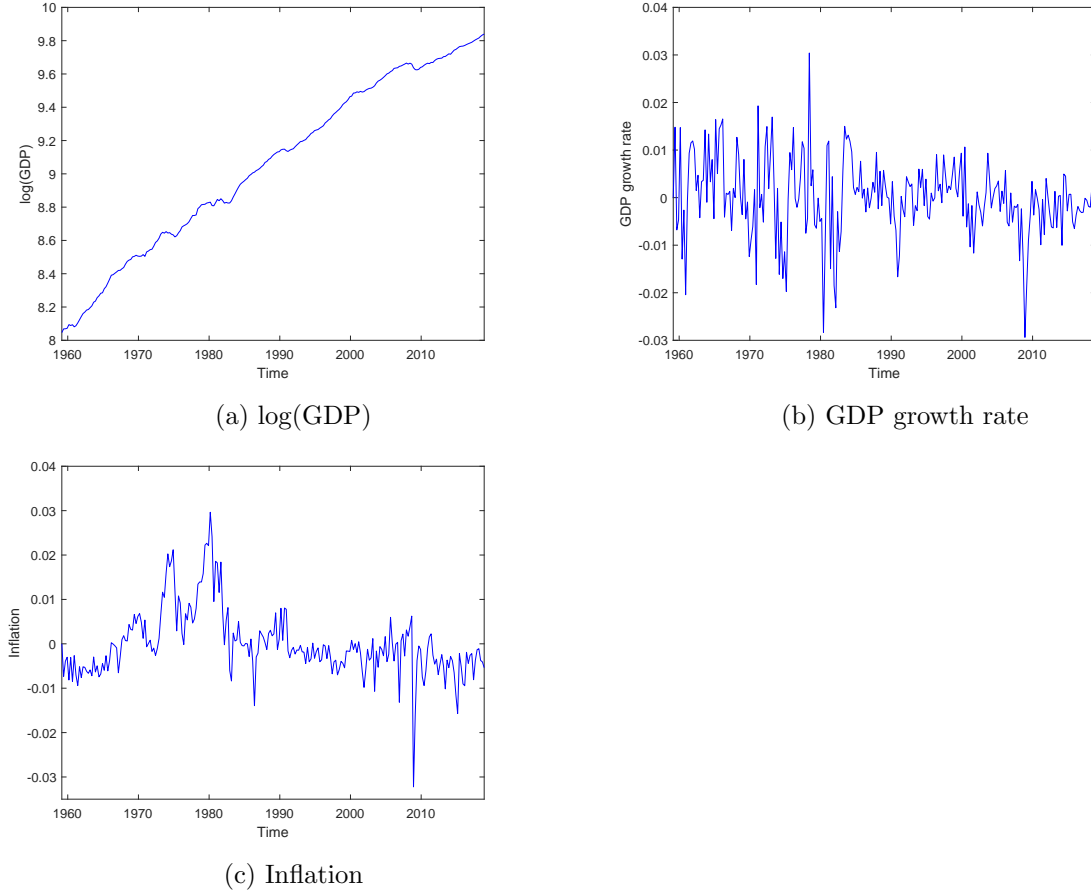 10
9.8
9.6
9.4
9.2
9
8.8
8.6
8.4
8.2
8
log(GDP)
1960 1970 1980 1990 2000 2010
Time
(a) log(GDP)
0.04
0.03
0.02
0.01
0
-0.01
-0.02
-0.03
GDP growth rate
1960 1970 1980 1990 2000 2010
Time
(b) GDP growth rate
0.04
0.03
0.02
0.01
0
-0.01
-0.02
-0.03
Inflation
1960 1970 1980 1990 2000 2010
Time
(c) Inflation